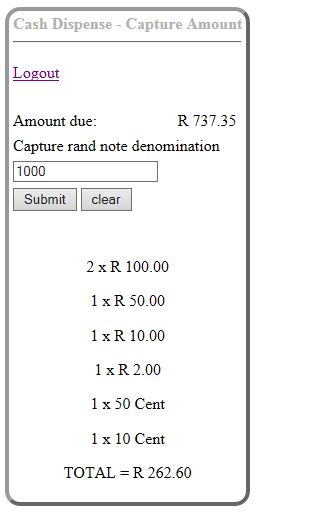 Cash Dispense - Capture Amount
Logout
Amount due: R 737.35
Capture rand note denomination
1000
Submit clear
2 x R 100.00
1 x R 50.00
1 x R 10.00
1 x R 2.00
1 x 50 Cent
1 x 10 Cent
TOTAL = R 262.60